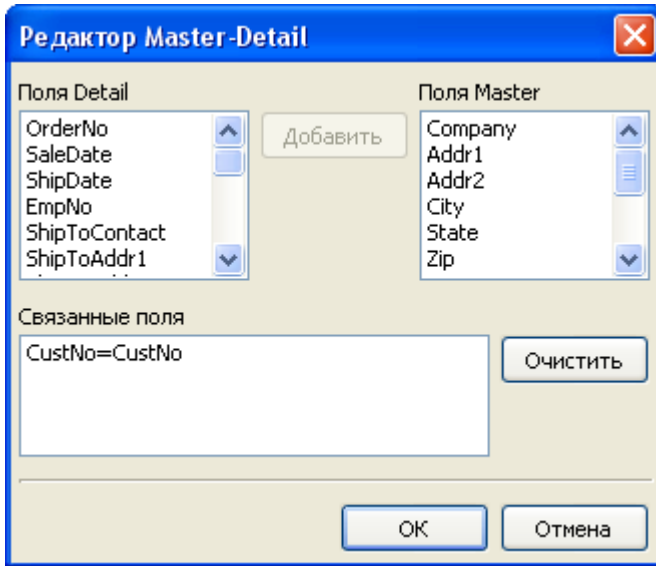 Редактор Master-Detail
Поля Detail
Поля Master
OrderNo
SaleDate
ShipDate
EmpNo
ShipToContact
ShipToAddr1
Добавить
Company
Addr1
Addr2
City
State
Zip
Связанные поля
CustNo=CustNo
Очистить
ОК
Отмена